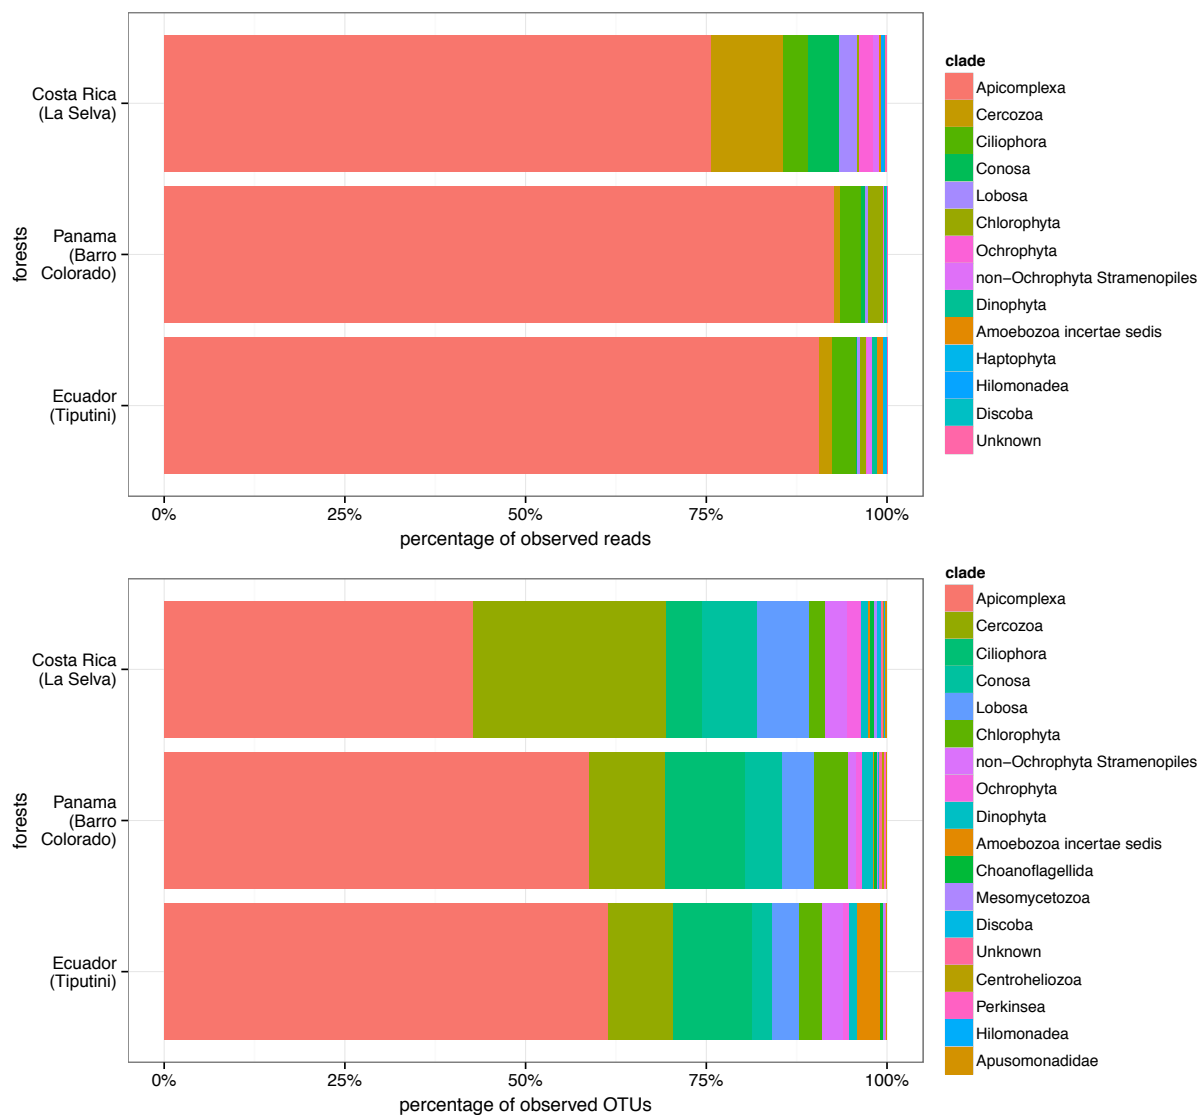 forests
Costa Rica
(La Selva)
Panama
(Barro
Colorado)
Ecuador
(Tiputini)
0%
25%
50%
75%
100%
percentage of observed reads
clade
Apicomplexa
Cercozoa
Ciliophora
Conosa
Lobosa
Chlorophyta
Ochrophyta
non−Ochrophyta Stramenopiles
Dinophyta
Amoebozoa incertae sedis
Haptophyta
Hilomonadea
Discoba
Unknown
forests
Costa Rica
(La Selva)
Panama
(Barro
Colorado)
Ecuador
(Tiputini)
0%
25%
50%
75%
100%
percentage of observed OTUs
clade
Apicomplexa
Cercozoa
Ciliophora
Conosa
Lobosa
Chlorophyta
non−Ochrophyta Stramenopiles
Ochrophyta
Dinophyta
Amoebozoa incertae sedis
Choanoflagellida
Mesomycetozoa
Discoba
Unknown
Centroheliozoa
Perkinsea
Hilomonadea
Apusomonadidae